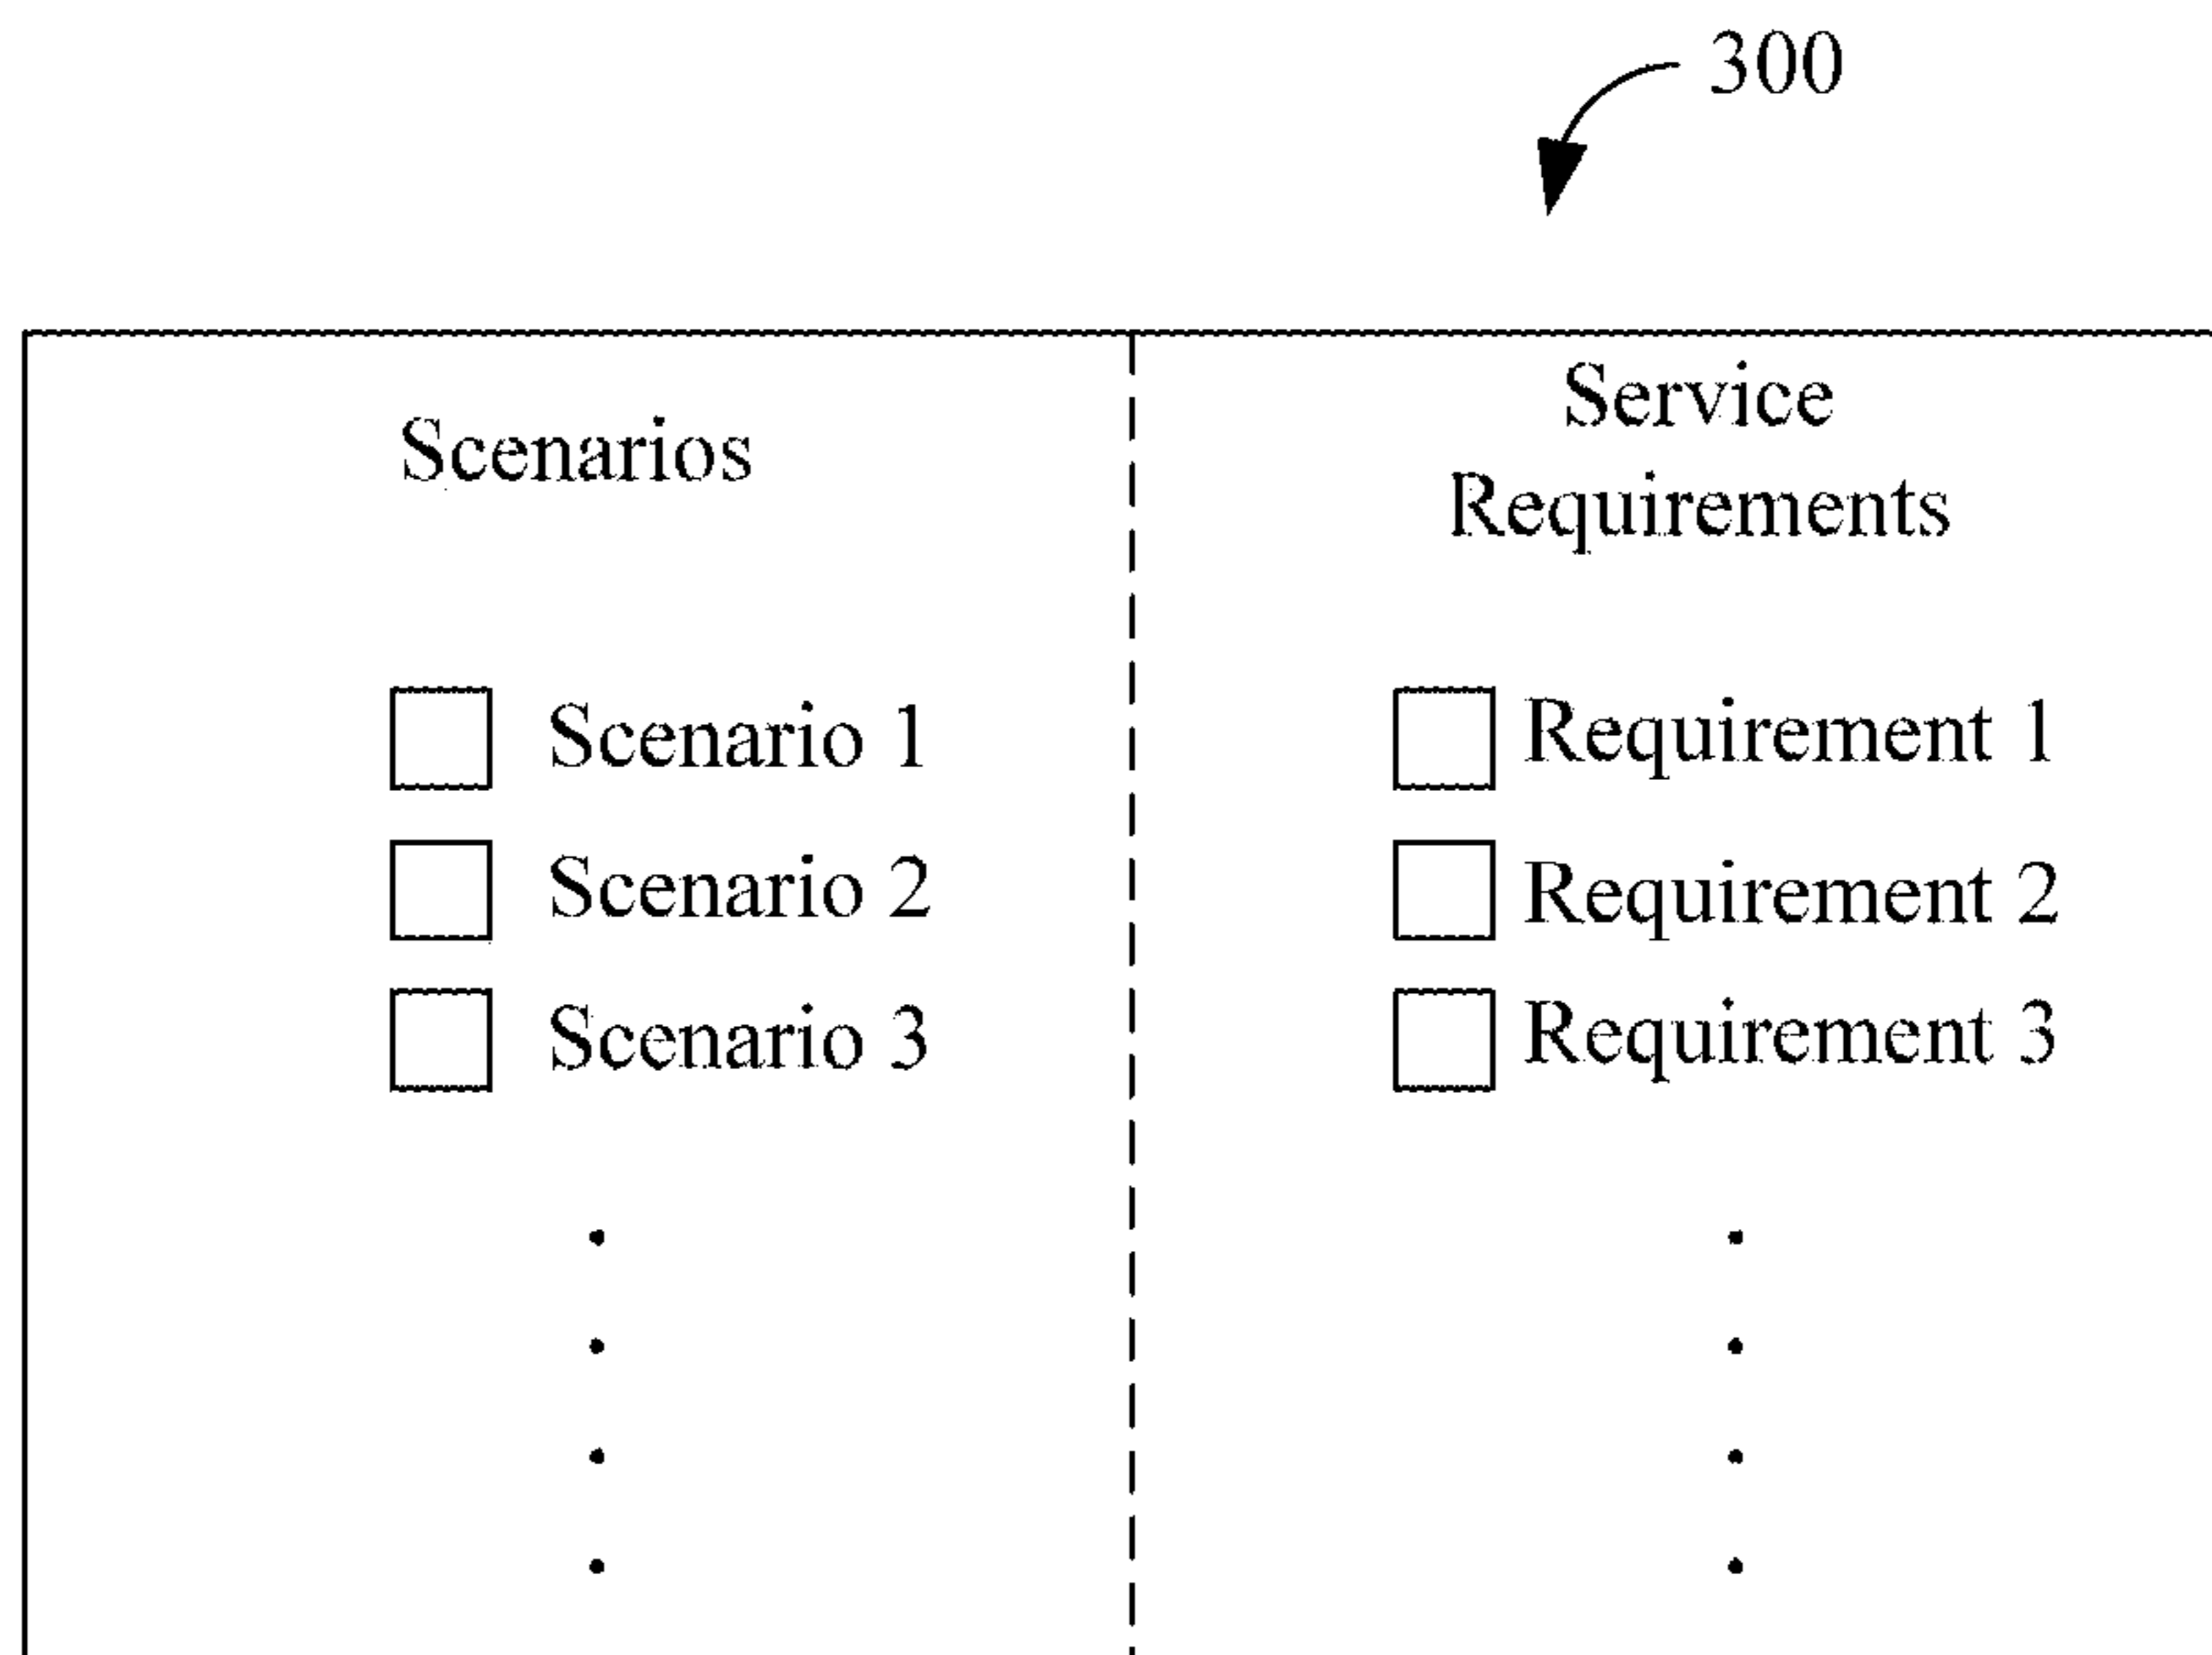 300
Scenarios
Scenario 1
Scenario 2
Scenario 3
Service
Requirements
Requirement 1
Requirement 2
Requirement 3